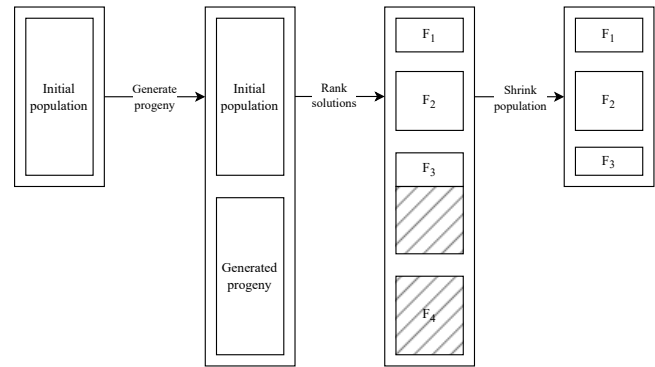 Initial
population
Generate
progeny
Initial
population
Generated
progeny
Rank
solutions
F1
F2
F3
F4
Shrink
population
F1
F2
F3